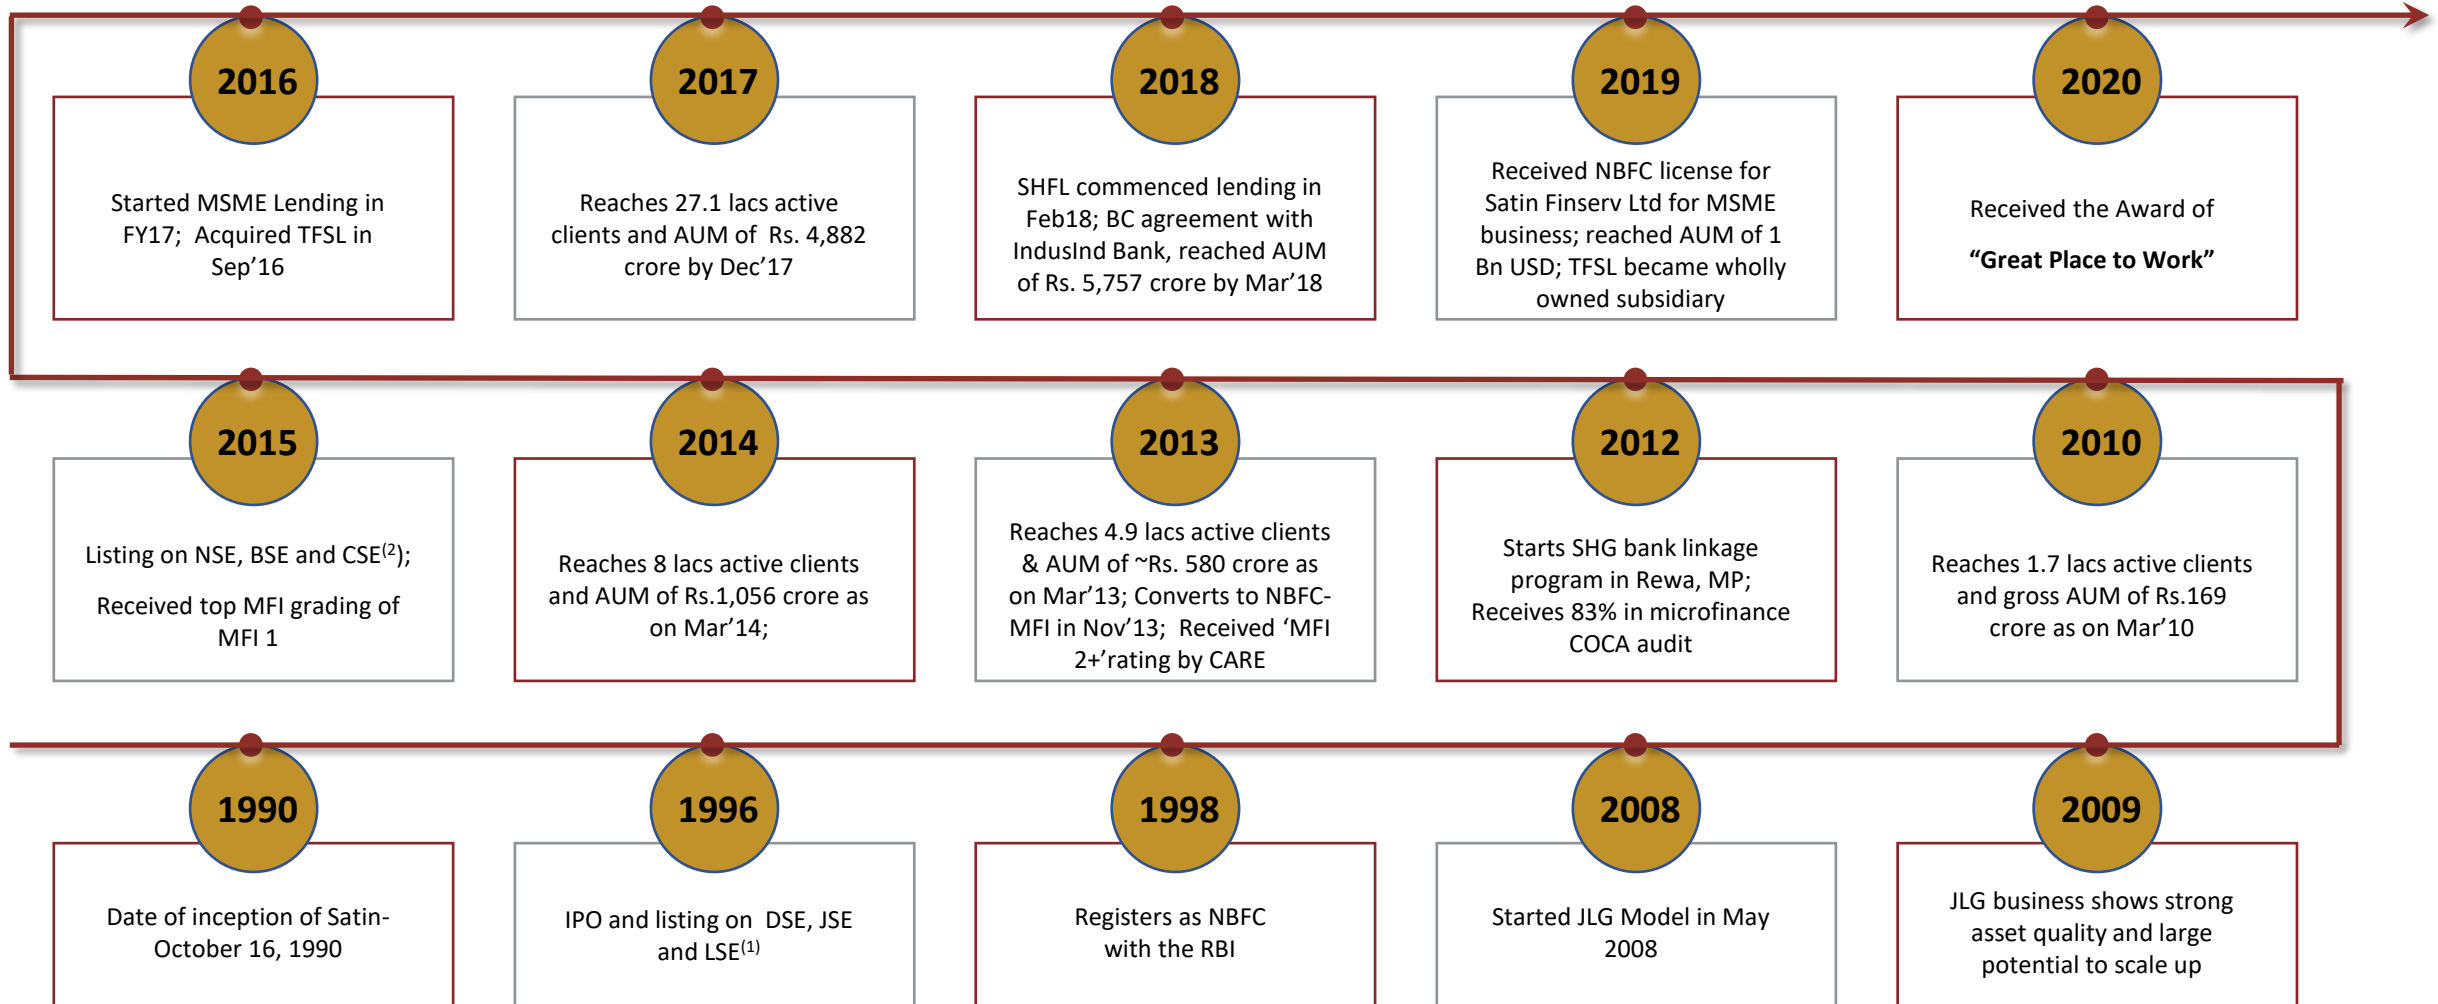 2016
Started MSME Lending in
FY17;  Acquired TFSL in
Sep’16
2017
Reaches 27.1 lacs active
clients and AUM of  Rs. 4,882
crore by Dec’17
2018
SHFL commenced lending in
Feb18; BC agreement with
IndusInd Bank, reached AUM
of Rs. 5,757 crore by Mar’18
2019
Received NBFC license for
Satin Finserv Ltd for MSME
business; reached AUM of 1
Bn USD; TFSL became wholly
owned subsidiary
2020
Received the Award of
“Great Place to Work”
2015
Listing on NSE, BSE and CSE(2);
Received top MFI grading of
MFI 1
2014
Reaches 8 lacs active clients
and AUM of Rs.1,056 crore as
on Mar’14;
2013
Reaches 4.9 lacs active clients
& AUM of ~Rs. 580 crore as
on Mar’13; Converts to NBFC-
MFI in Nov’13;  Received ‘MFI
2+’rating by CARE
2012
Starts SHG bank linkage
program in Rewa, MP;
Receives 83% in microfinance
COCA audit
2010
Reaches 1.7 lacs active clients
and gross AUM of Rs.169
crore as on Mar’10
1990
Date of inception of Satin-
October 16, 1990
1996
IPO and listing on  DSE, JSE
and LSE(1)
1998
Registers as NBFC
with the RBI
2008
Started JLG Model in May
2008
2009
JLG business shows strong
asset quality and large
potential to scale up